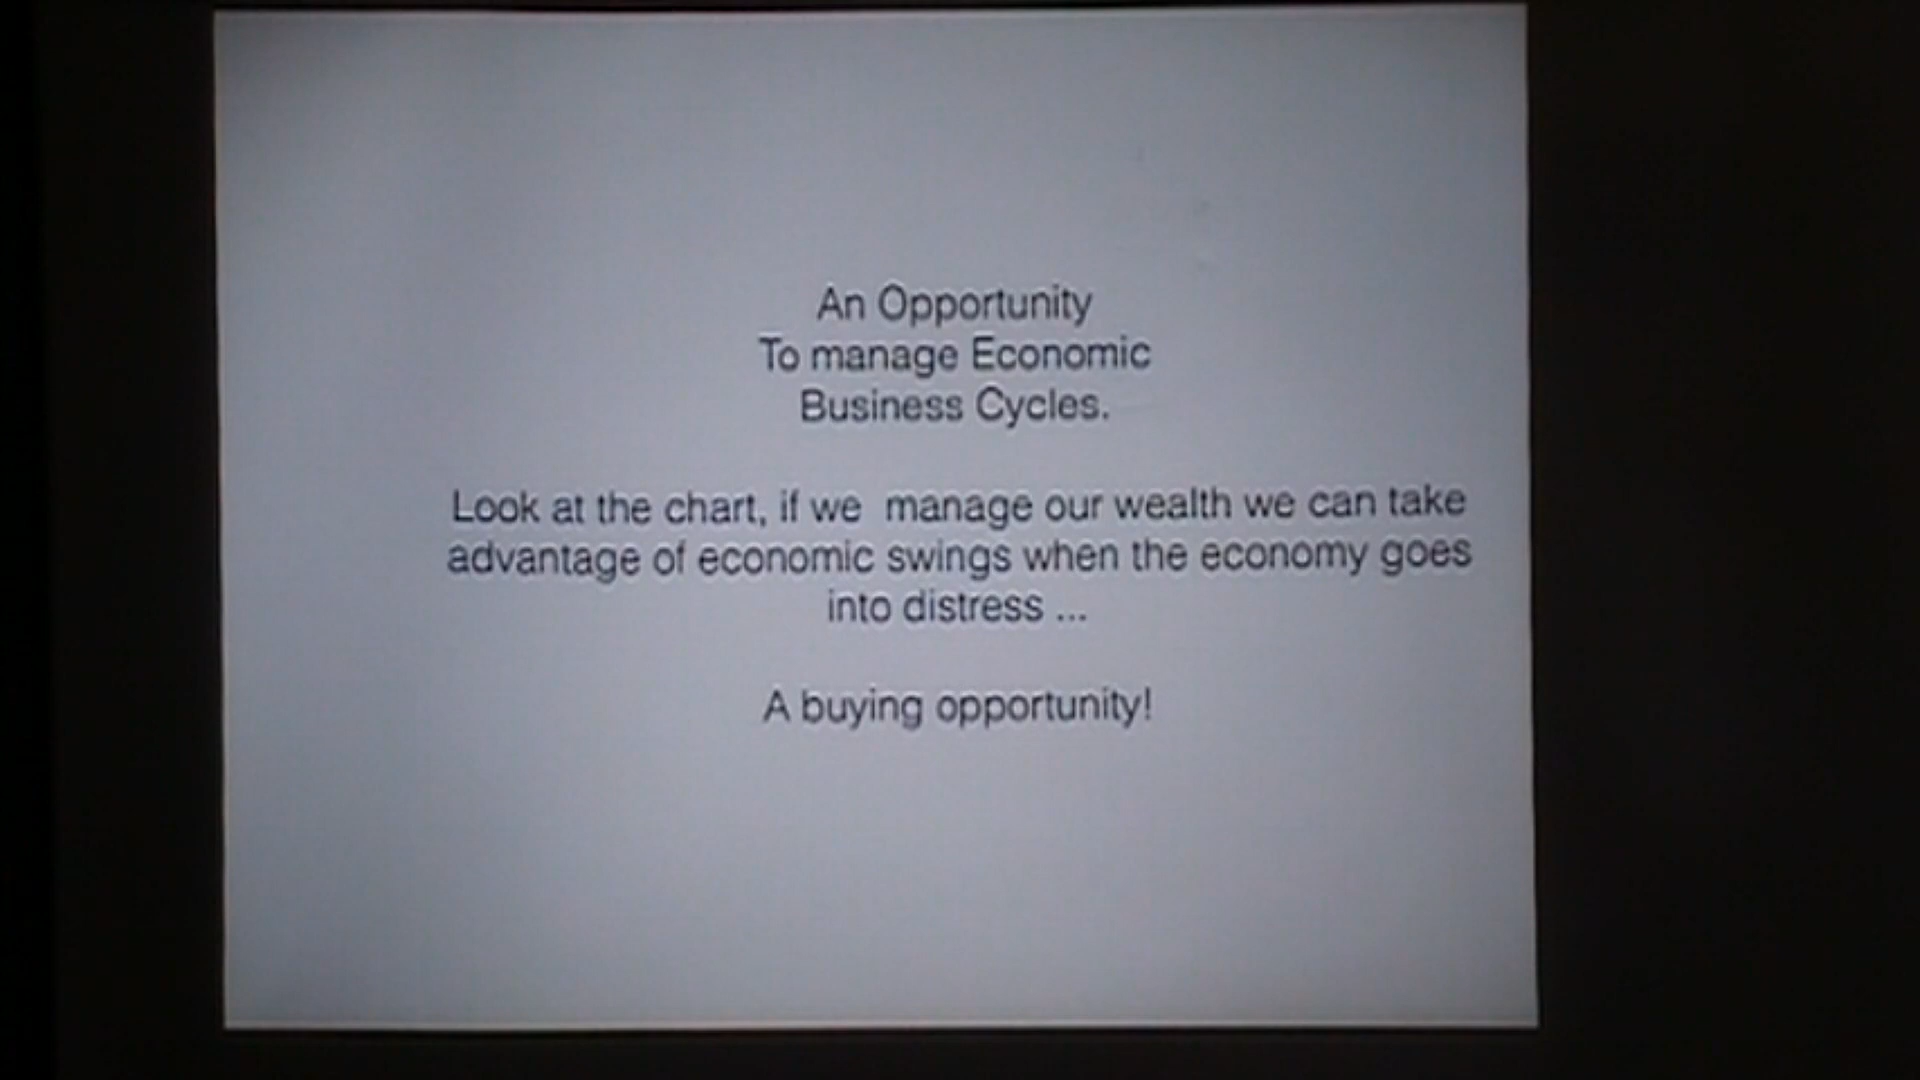 An Opportunity
To manage Economic
Business Cycles.
Look at the chart, if we  manage our wealth we can take
advantage of economic swings when the economy goes
into distress ...
A buying opportunity!